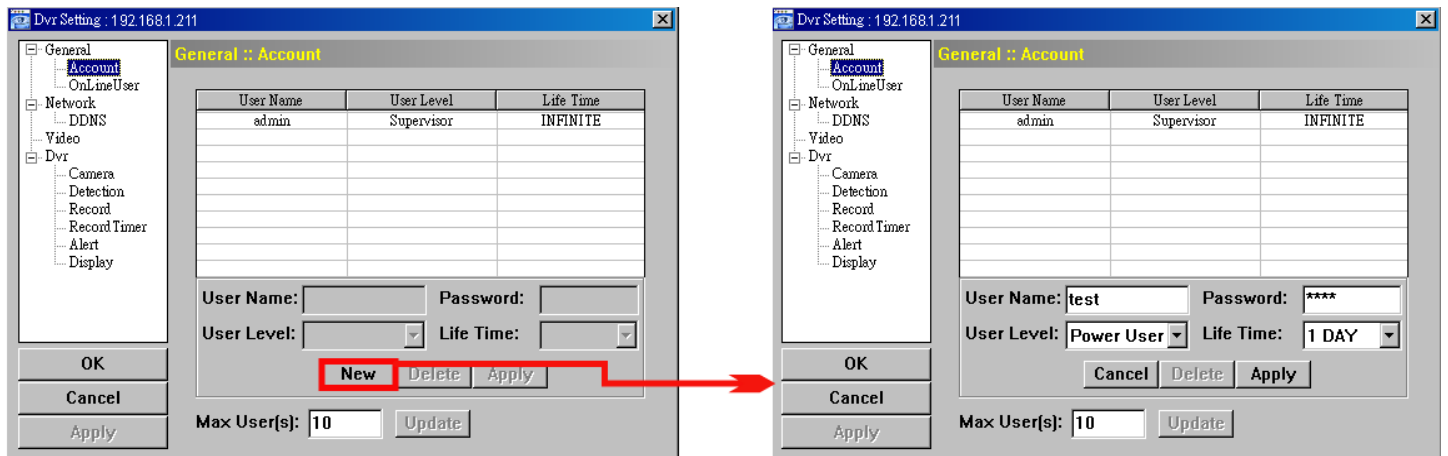 Dvr Setting : 192.168.1.211
General
Account
OnLineUser
Network
DDNS
Video
Dvr
Camera
Detection
Record
Record Timer
Alert
Display
OK
Cancel
Apply
General :: Account
User Name User Level Life Time
admin Supervisor INFINITE
User Name: Password:
User Level: Life Time:
New Delete Apply
Max User(s): 10 Update
Dvr Setting : 192.168.1.211
General
Account
OnLineUser
Network
DDNS
Video
Dvr
Camera
Detection
Record
Record Timer
Alert
Display
OK
Cancel
Apply
General :: Account
User Name User Level Life Time
admin Supervisor INFINITE
User Name: test Password: ****
User Level: Power User Life Time: 1 DAY
Cancel Delete Apply
Max User(s): 10 Update